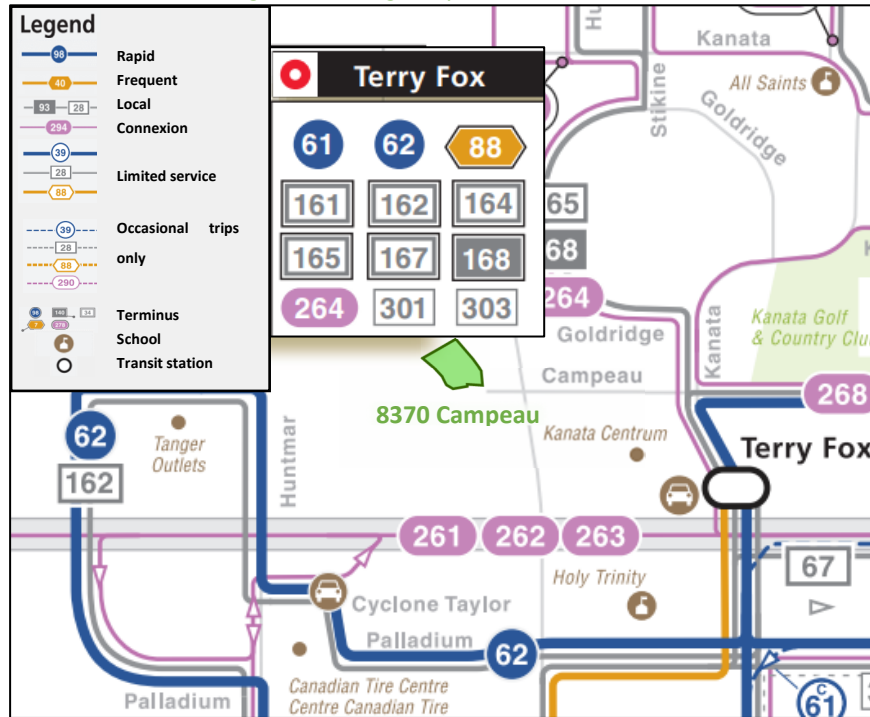 Legend
98 Rapid
40 Frequent
93 28 Local
294 Connexion
39
28 Limited service
88
39 Occasional trips
28 only
88
290
98 140 34 Terminus
7
School
Transit station
Terry Fox
61 62 88
161 162 164
165 167 168
264 301 303
65
68
264
Stikine
Kanata
All Saints
Goldridge
Goldridge
Kanata
Kanata Golf
& Country Clu
Campeau
8370 Campeau
268
Kanata Centrum
Terry Fox
62
162
Tanger
Outlets
Huntmar
261 262 263
Holy Trinity
67
Cyclone Taylor
Palladium
62
Canadian Tire Centre
Centre Canadian Tire
Palladium
C
61